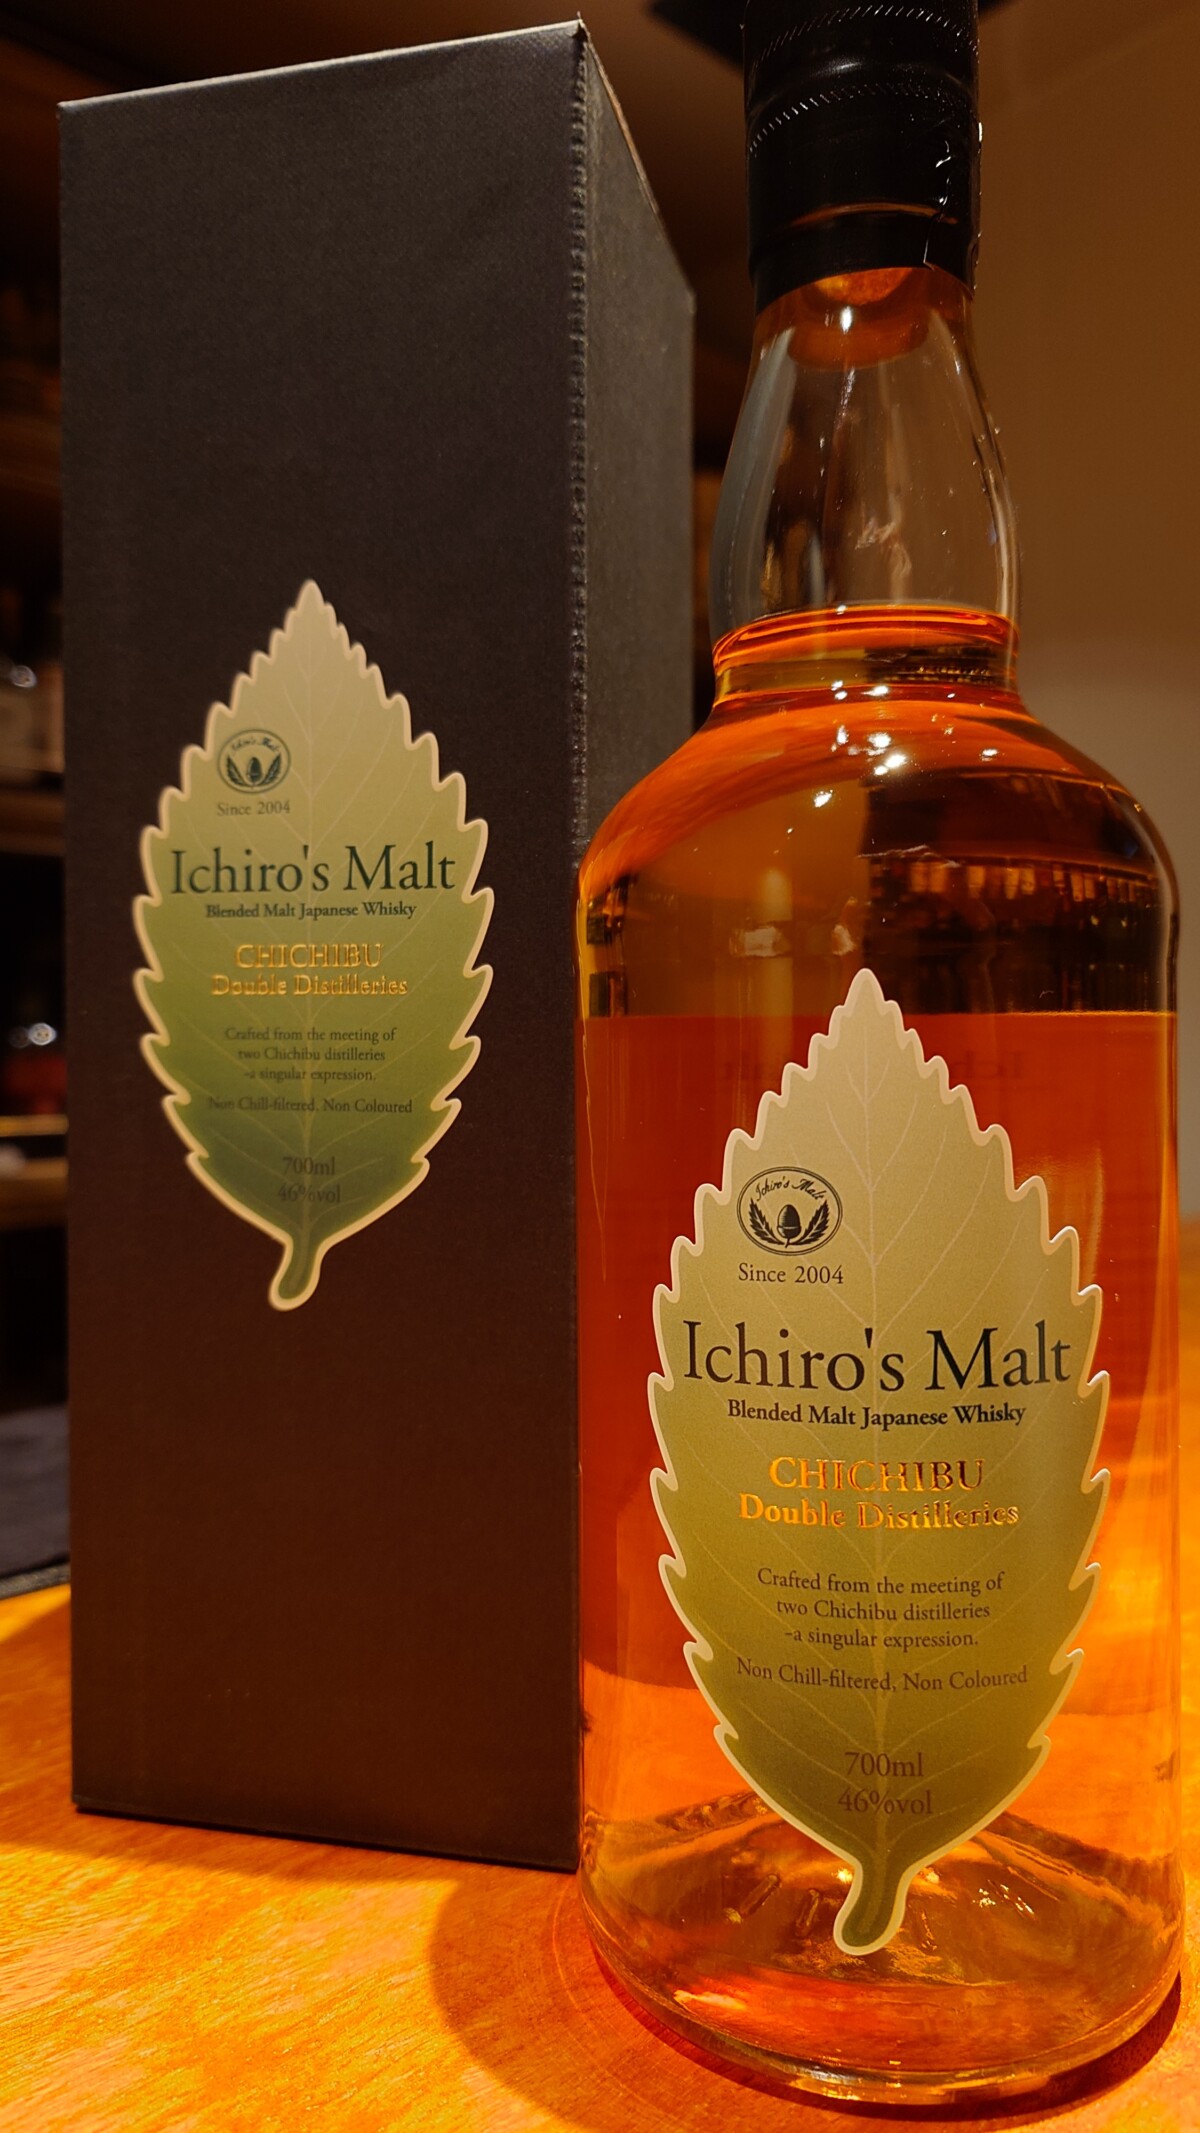 Ichiro's Malt
Since 2004
Ichiro's Malt
Blended Malt Japanese Whisky
CHICHIBU
Double Distilleries
Crafted from the meeting of
two Chichibu distilleries
-a singular expression.
Non Chill-filtered, Non Coloured
700ml
46%vol
Ichiro's Malt
Since 2004
Ichiro's Malt
Blended Malt Japanese Whisky
CHICHIBU
Double Distilleries
Crafted from the meeting of
two Chichibu distilleries
-a singular expression.
Non Chill-filtered, Non Coloured
700ml
46%vol